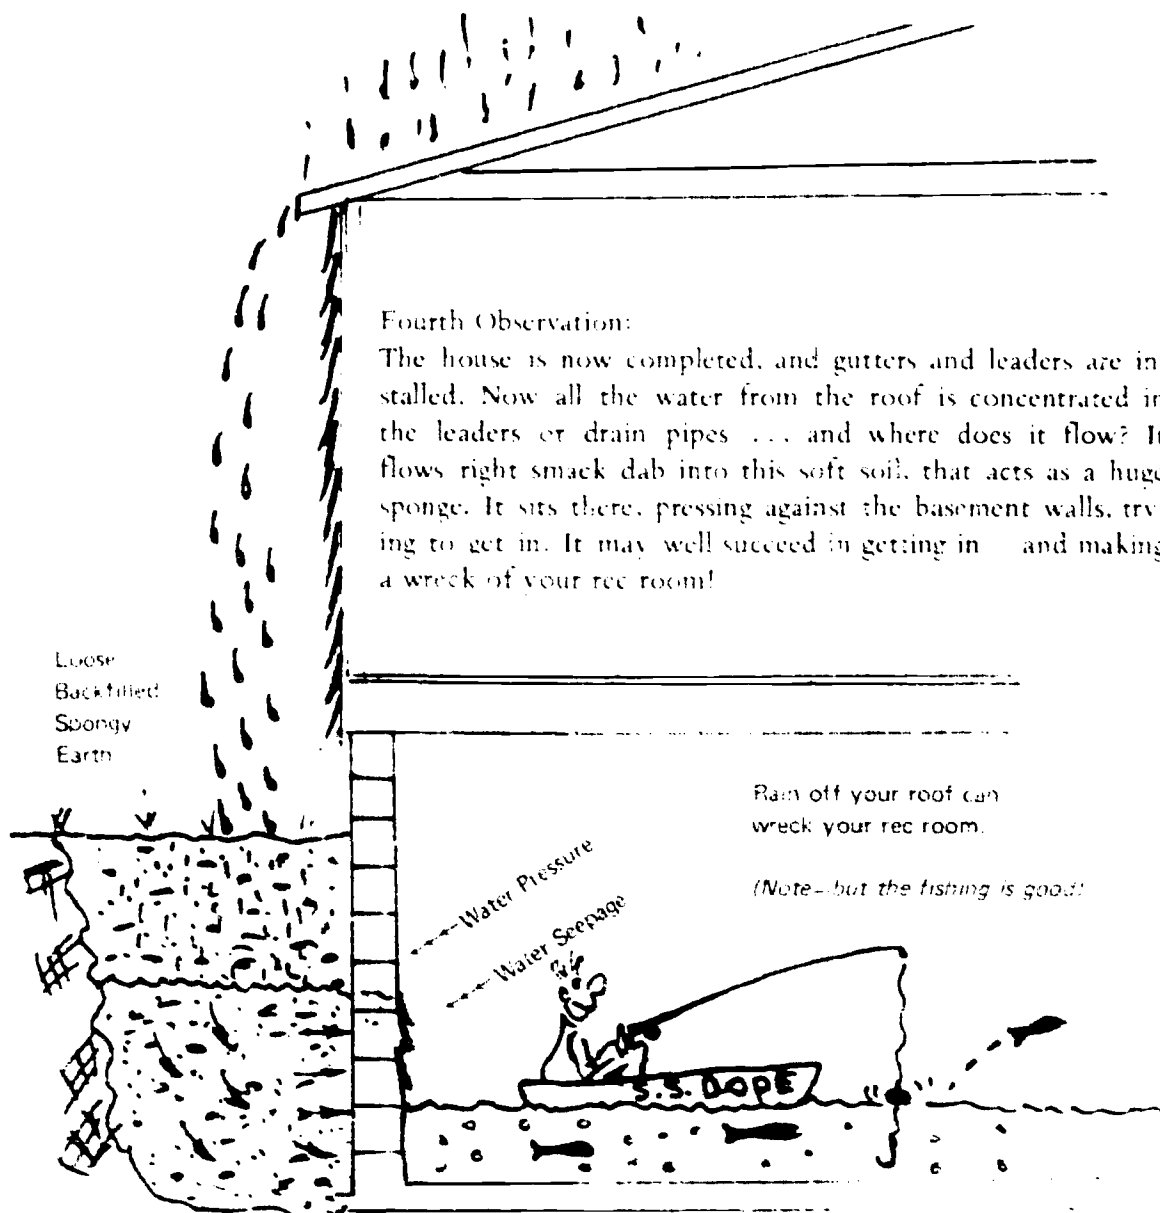 Fourth Observation:
The house is now completed, and gutters and leaders are in
stalled. Now all the water from the roof is concentrated in
the leaders or drain pipes ... and where does it flow? It
flows right smack dab into this soft soil, that acts as a huge
sponge. It sits there, pressing against the basement walls, try
ing to get in. It may well succeed in getting in and making
a wreck of your rec room!
Loose
Backfilled
Spongy
Earth
Rain off your roof can
wreck your rec room.
(Note—but the fishing is good)
Water Pressure
Water Seepage
S.S. DOPE